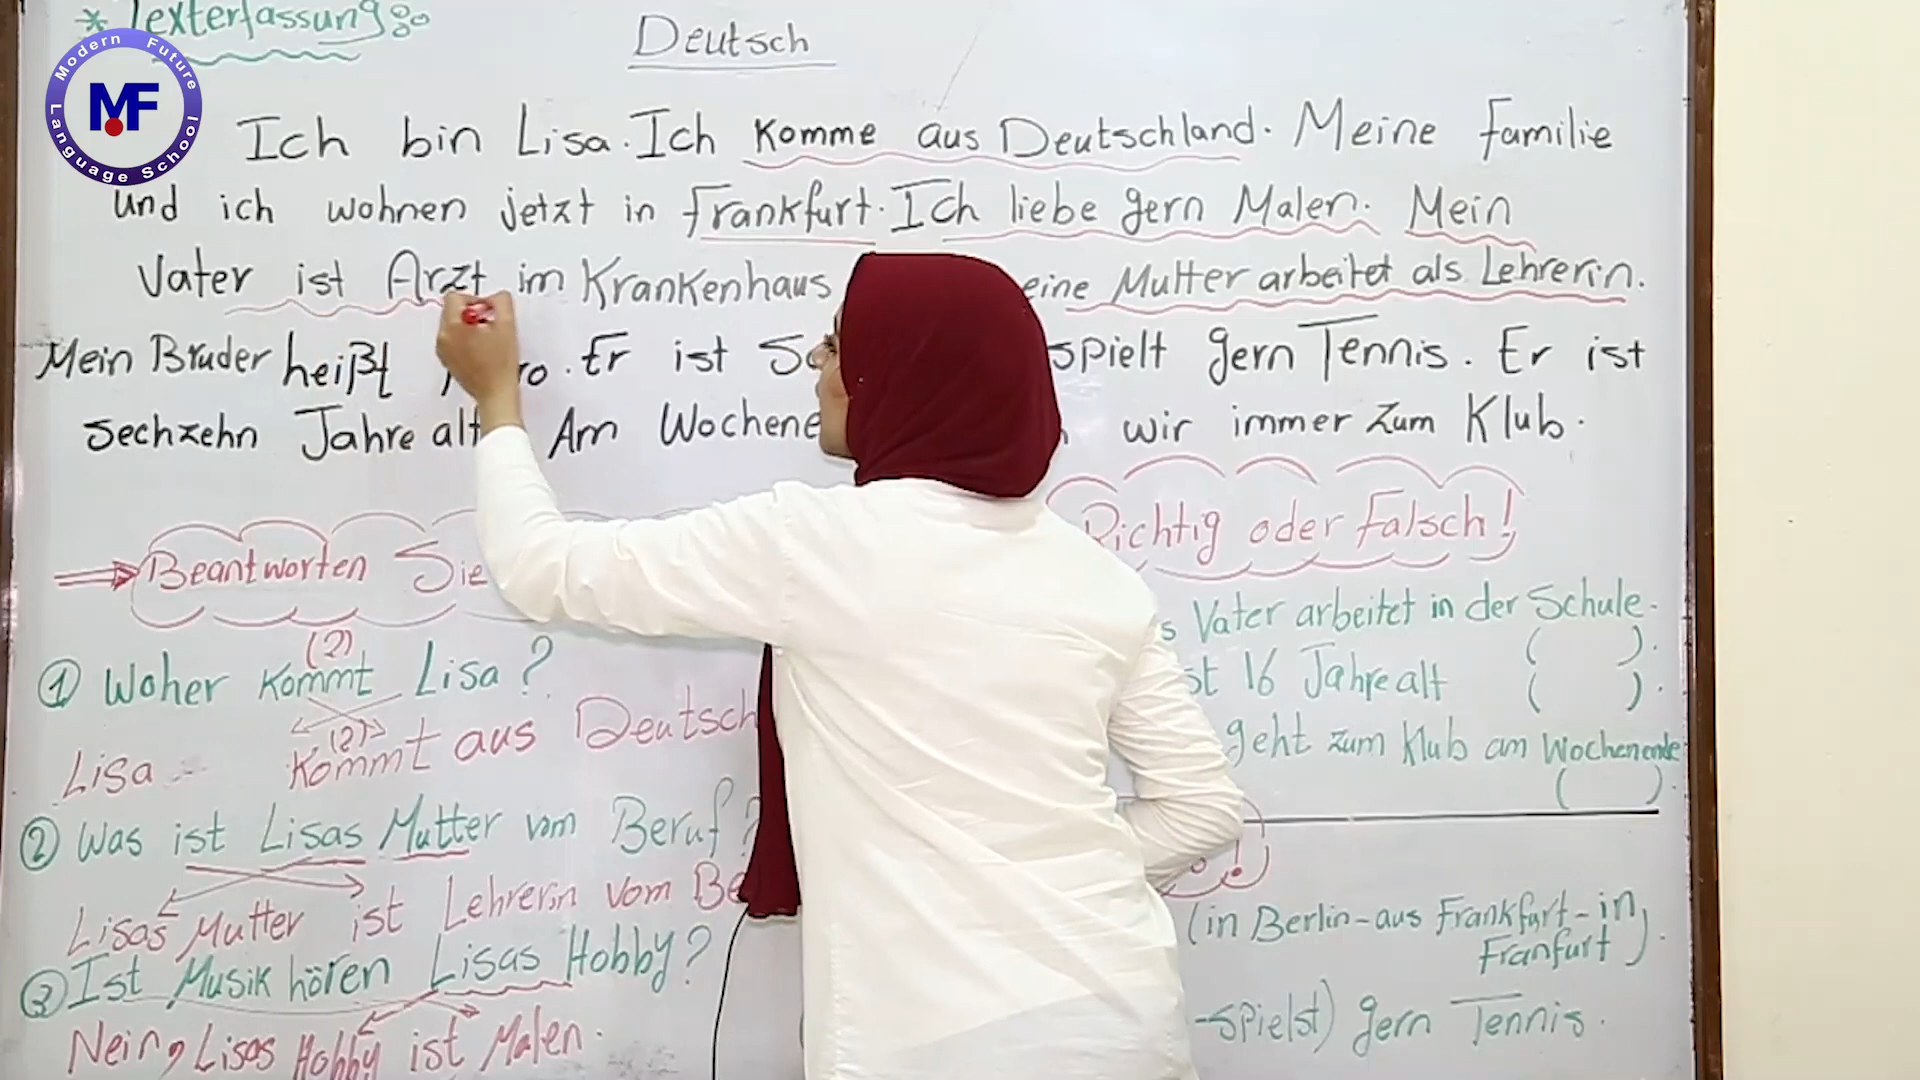 * Texterfassung:
Deutsch
Modern Future Language School
MF
Ich bin Lisa. Ich komme aus Deutschland. Meine Familie
und ich wohnen jetzt in Frankfurt. Ich liebe gern Malen. Mein
Vater ist Arzt im Krankenhaus eine Mutter arbeitet als Lehrerin.
Mein Bruder heißt ro. Er ist spielt gern Tennis. Er ist
sechzehn Jahre alt Am Wochene wir immer zum Klub.
Beantworten Sie
① Woher kommt Lisa?
(2)
Lisa kommt aus Deutsch
(2)
② Was ist Lisas Mutter vom Beruf?
Lisas Mutter ist Lehrerin vom Be
③ Ist Musik hören Lisas Hobby?
Nein, Lisas Hobby ist Malen.
Richtig oder Falsch!
s Vater arbeitet in der Schule.
( ).
st 16 Jahre alt ( ).
geht zum Klub am Wochenende
( ).
(in Berlin - aus Frankfurt - in
Franfurt).
-spielst) gern Tennis.